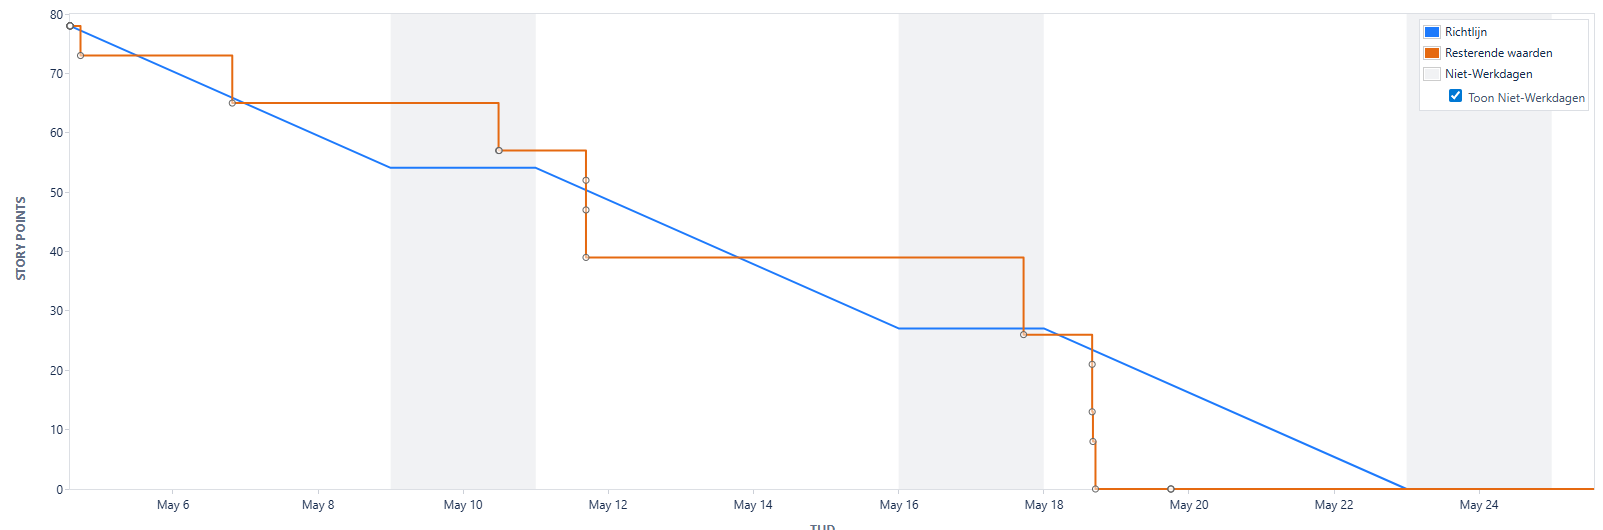 80
70
60
50
40
30
20
10
0
STORY POINTS
Richtlijn
Resterende waarden
Niet-Werkdagen
Toon Niet-Werkdagen
May 6 May 8 May 10 May 12 May 14 May 16 May 18 May 20 May 22 May 24